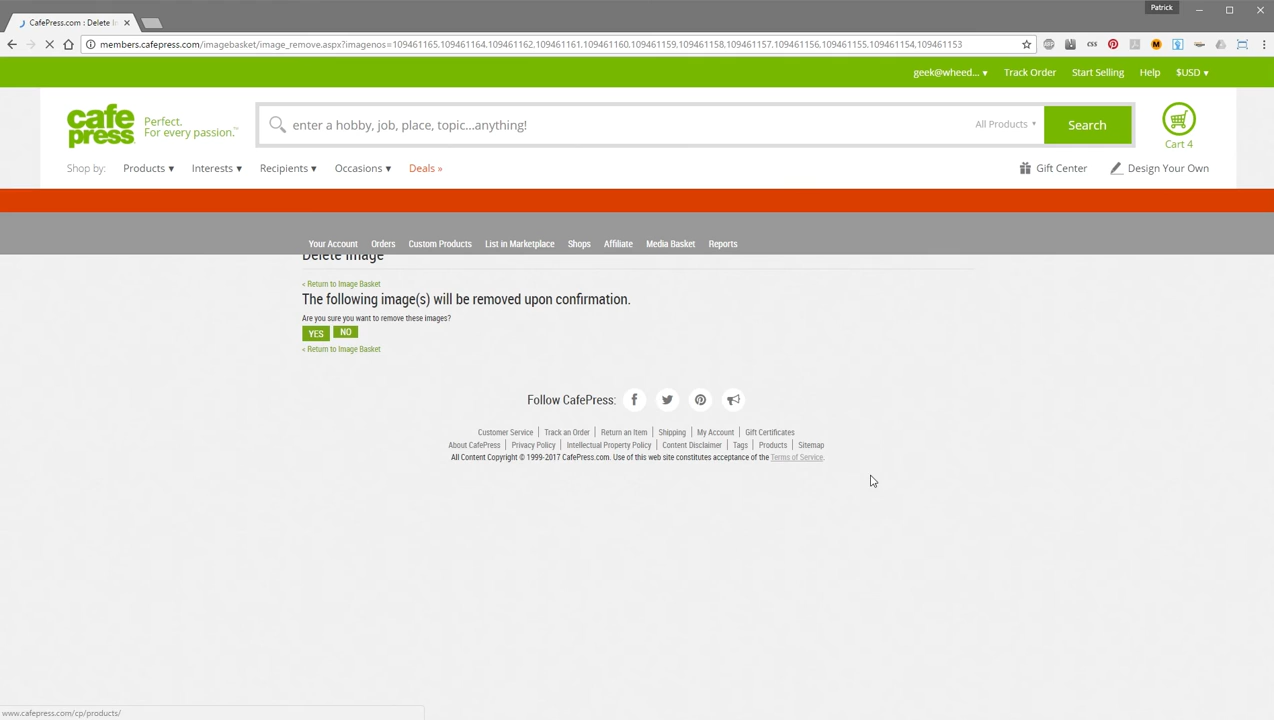 Patrick
CafePress.com : Delete I
members.cafepress.com/imagebasket/image_remove.aspx?imagenos=109461165.109461164.109461162.109461161.109461160.109461159.109461158,109461157.109461156,109461155.109461154,109461153
geek@wheed... ▾ Track Order Start Selling Help $USD ▾
cafe press Perfect. For every passion.™
enter a hobby, job, place, topic...anything! All Products ▾ Search
Cart 4
Shop by: Products ▾ Interests ▾ Recipients ▾ Occasions ▾ Deals » Gift Center Design Your Own
Your Account Orders Custom Products List in Marketplace Shops Affiliate Media Basket Reports
Delete Image
< Return to Image Basket
The following image(s) will be removed upon confirmation.
Are you sure you want to remove these images?
YES NO
< Return to Image Basket
Follow CafePress:
Customer Service | Track an Order | Return an Item | Shipping | My Account | Gift Certificates
About CafePress | Privacy Policy | Intellectual Property Policy | Content Disclaimer | Tags | Products | Sitemap
All Content Copyright © 1999-2017 CafePress.com. Use of this web site constitutes acceptance of the Terms of Service.
www.cafepress.com/cp/products/